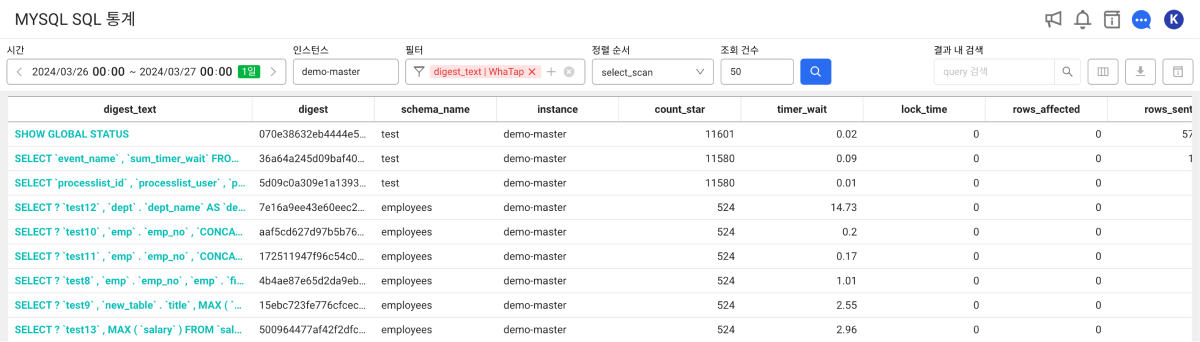 MYSQL SQL 통계
K
시간
인스턴스
필터
정렬 순서
조회 건수
결과 내 검색
2024/03/26 00:00 ~ 2024/03/27 00:00 1일
demo-master
digest_text | WhaTap
select_scan
50
query 검색
digest_text digest schema_name instance count_star timer_wait lock_time rows_affected rows_sent
SHOW GLOBAL STATUS 070e38632eb4444e5... test demo-master 11601 0.02 0 0 57
SELECT `event_name` , `sum_timer_wait` FRO... 36a64a245d09baf40... test demo-master 11580 0.09 0 0 1
SELECT `processlist_id` , `processlist_user` , `p... 5d09c0a309e1a1393... test demo-master 11580 0.01 0 0
SELECT ? `test12` , `dept` . `dept_name` AS `de... 7e16a9ee43e60eec2... employees demo-master 524 14.73 0 0
SELECT ? `test10` , `emp` . `emp_no` , `CONCA... aaf5cd627d97b5b76... employees demo-master 524 0.2 0 0
SELECT ? `test11` , `emp` . `emp_no` , `CONCA... 172511947f96c54c0... employees demo-master 524 0.17 0 0
SELECT ? `test8` , `emp` . `emp_no` , `emp` . `fi... 4b4ae87e65d2da9eb... employees demo-master 524 1.01 0 0
SELECT ? `test9` , `new_table` . `title` , MAX ( `... 15ebc723fe776cfcec... employees demo-master 524 2.55 0 0
SELECT ? `test13` , MAX ( `salary` ) FROM `sal... 500964477af42f2dfc... employees demo-master 524 2.96 0 0